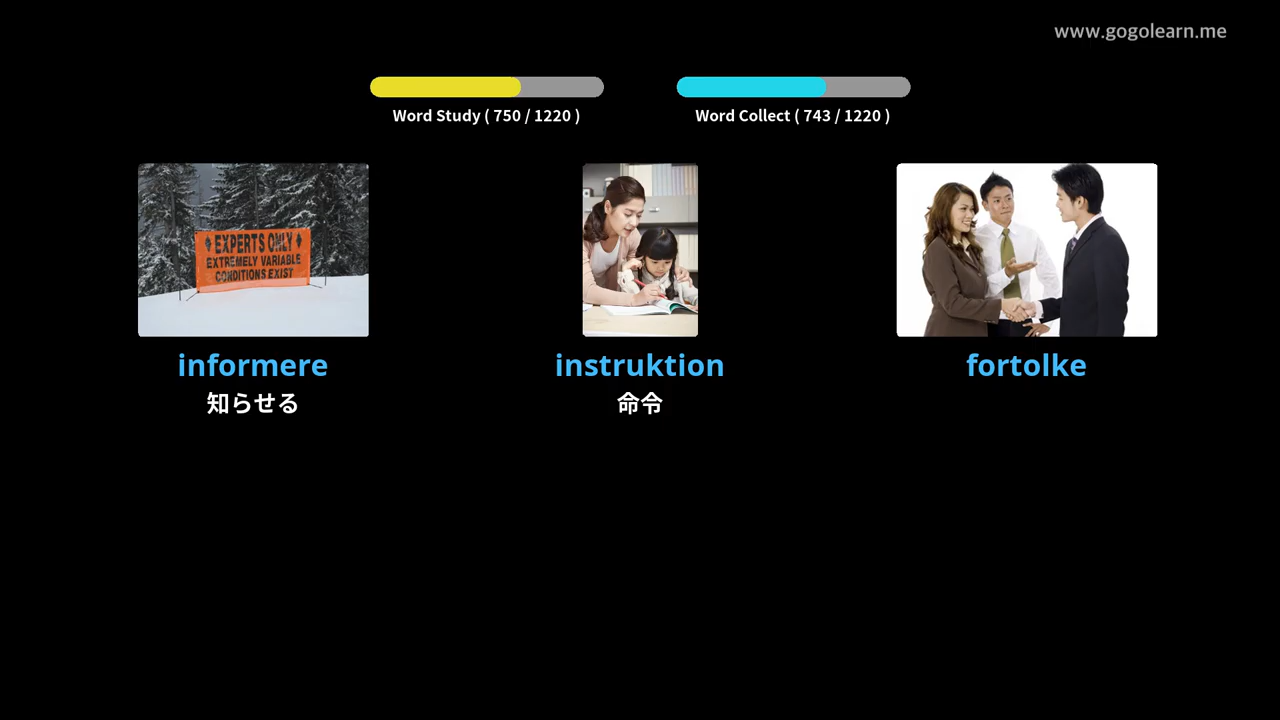 www.gogolearn.me
Word Study ( 750 / 1220 )
Word Collect ( 743 / 1220 )
EXPERTS ONLY
EXTREMELY VARIABLE
CONDITIONS EXIST
informere
知らせる
instruktion
命令
fortolke